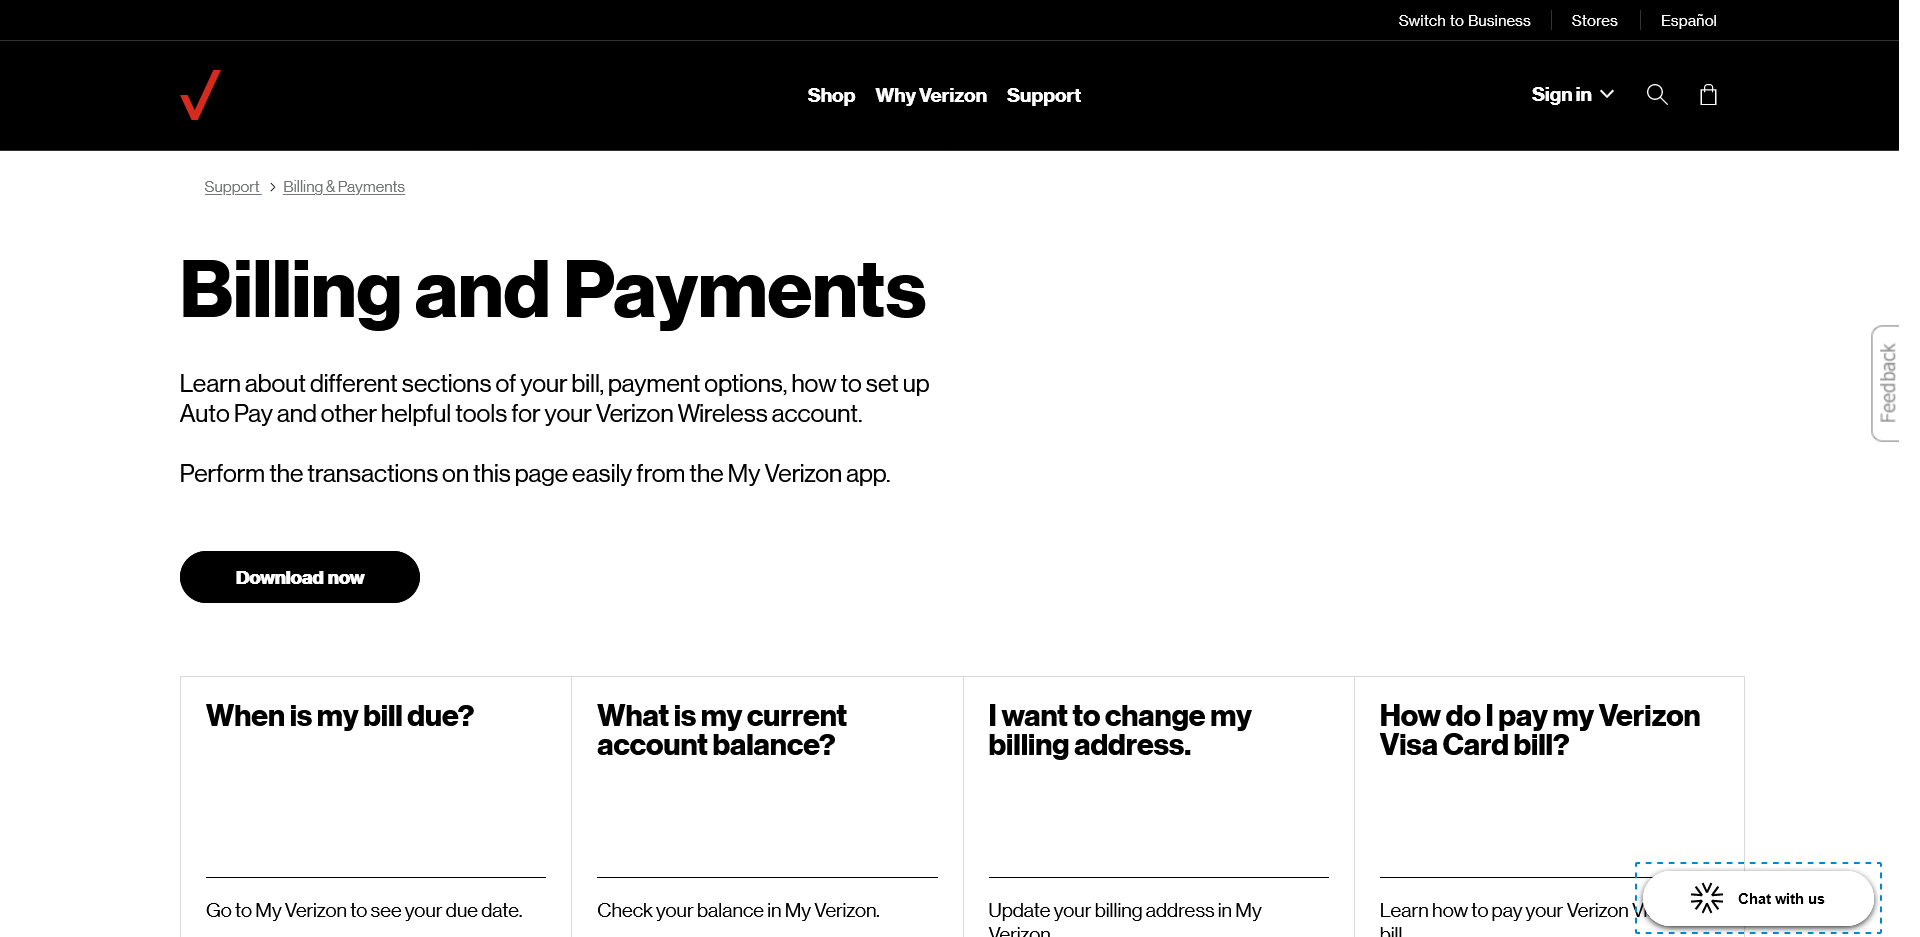 Switch to Business
Stores
Español
Shop
Why Verizon
Support
Sign in
Support
Billing & Payments
Billing and Payments
Learn about different sections of your bill, payment options, how to set up
Auto Pay and other helpful tools for your Verizon Wireless account.
Perform the transactions on this page easily from the My Verizon app.
Download now
Feedback
When is my bill due?
Go to My Verizon to see your due date.
What is my current
account balance?
Check your balance in My Verizon.
I want to change my
billing address.
Update your billing address in My
Verizon
How do I pay my Verizon
Visa Card bill?
Learn how to pay your Verizon
bill
Chat with us